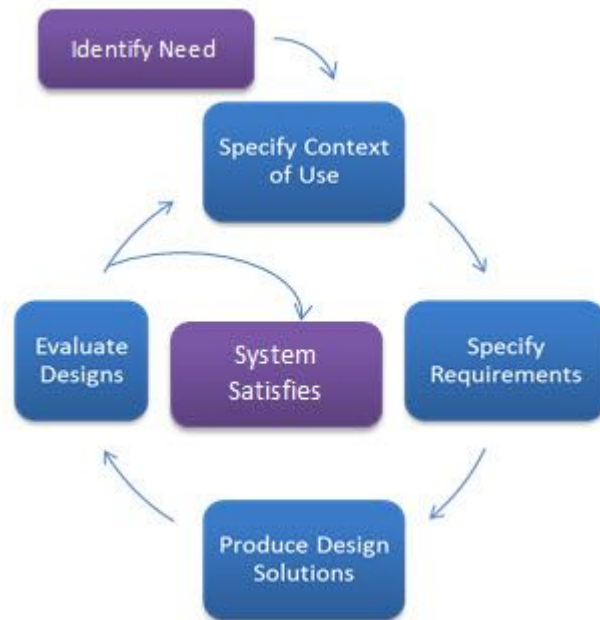 Identify Need
Specify Context
of Use
Specify
Requirements
Produce Design
Solutions
Evaluate
Designs
System
Satisfies